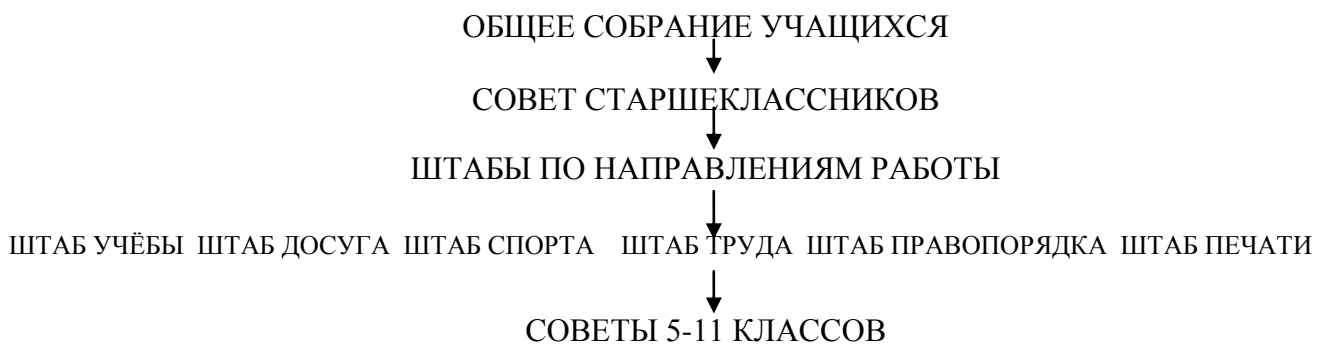 ОБЩЕЕ СОБРАНИЕ УЧАЩИХСЯ
СОВЕТ СТАРШЕКЛАССНИКОВ
ШТАБЫ ПО НАПРАВЛЕНИЯМ РАБОТЫ
ШТАБ УЧЁБЫ ШТАБ ДОСУГА ШТАБ СПОРТА ШТАБ ТРУДА ШТАБ ПРАВОПОРЯДКА ШТАБ ПЕЧАТИ
СОВЕТЫ 5-11 КЛАССОВ